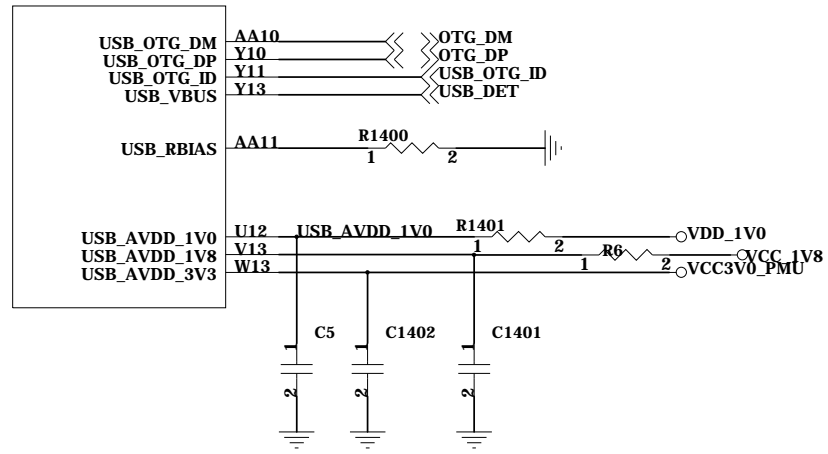 USB_OTG_DM AA10 OTG_DM
USB_OTG_DP Y10 OTG_DP
USB_OTG_ID Y11 USB_OTG_ID
USB_VBUS Y13 USB_DET
R1400
USB_RBIAS AA11 1 2
R1401
USB_AVDD_1V0 U12 USB_AVDD_1V0 1 2 VDD_1V0
R6
USB_AVDD_1V8 V13 1 2 VCC_1V8
USB_AVDD_3V3 W13 VCC3V0_PMU
C5 C1402 C1401
1 1 1
2 2 2